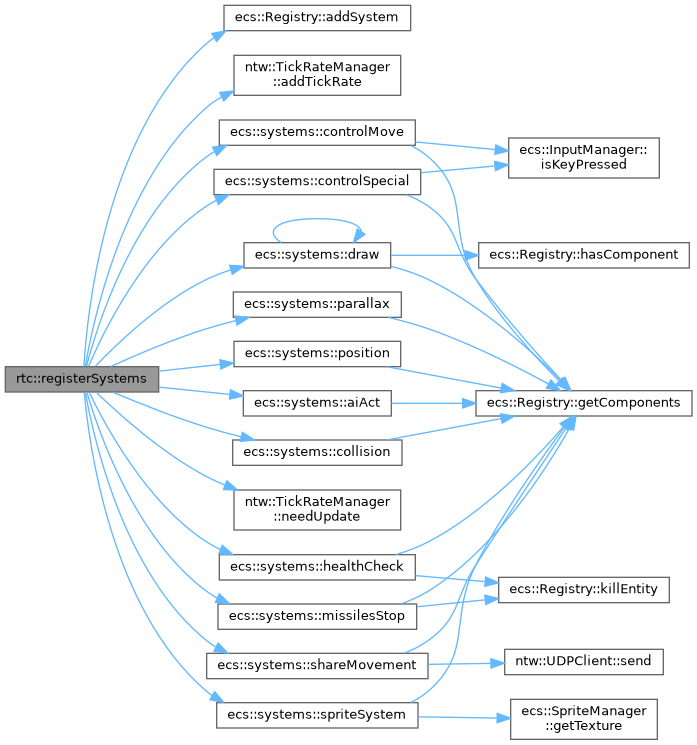 rtc::registerSystems
ecs::Registry::addSystem
ntw::TickRateManager
::addTickRate
ecs::systems::controlMove
ecs::systems::controlSpecial
ecs::systems::draw
ecs::systems::parallax
ecs::systems::position
ecs::systems::aiAct
ecs::systems::collision
ntw::TickRateManager
::needUpdate
ecs::systems::healthCheck
ecs::systems::missilesStop
ecs::systems::shareMovement
ecs::systems::spriteSystem
ecs::InputManager::
isKeyPressed
ecs::Registry::hasComponent
ecs::Registry::getComponents
ecs::Registry::killEntity
ntw::UDPClient::send
ecs::SpriteManager
::getTexture